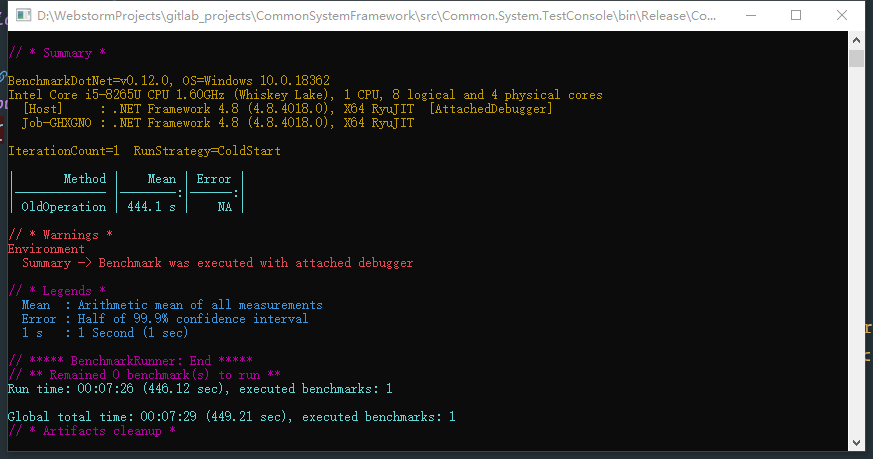 D:\WebstormProjects\gitlab_projects\CommonSystemFramework\src\Common.System.TestConsole\bin\Release\Co...
// * Summary *
BenchmarkDotNet=v0.12.0, OS=Windows 10.0.18362
Intel Core i5-8265U CPU 1.60GHz (Whiskey Lake), 1 CPU, 8 logical and 4 physical cores
[Host]     : .NET Framework 4.8 (4.8.4018.0), X64 RyuJIT  [AttachedDebugger]
Job-GHXGNO : .NET Framework 4.8 (4.8.4018.0), X64 RyuJIT
IterationCount=1  RunStrategy=ColdStart
|       Method |    Mean | Error |
|------------- |--------:|------:|
| OldOperation | 444.1 s |    NA |
// * Warnings *
Environment
Summary -> Benchmark was executed with attached debugger
// * Legends *
Mean  : Arithmetic mean of all measurements
Error : Half of 99.9% confidence interval
1 s   : 1 Second (1 sec)
// ***** BenchmarkRunner: End *****
// ** Remained 0 benchmark(s) to run **
Run time: 00:07:26 (446.12 sec), executed benchmarks: 1
Global total time: 00:07:29 (449.21 sec), executed benchmarks: 1
// * Artifacts cleanup *